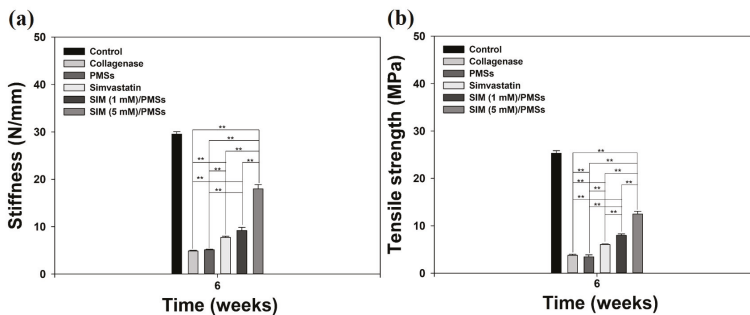 (a)
50
40
30
20
10
0
Stiffness (N/mm)
Control
Collagenase
PMSs
Simvastatin
SIM (1 mM)/PMSs
SIM (5 mM)/PMSs
**
**
**
**
**
**
**
**
6
Time (weeks)
(b)
50
40
30
20
10
0
Tensile strength (MPa)
Control
Collagenase
PMSs
Simvastatin
SIM (1 mM)/PMSs
SIM (5 mM)/PMSs
**
**
**
**
**
**
**
**
**
**
6
Time (weeks)